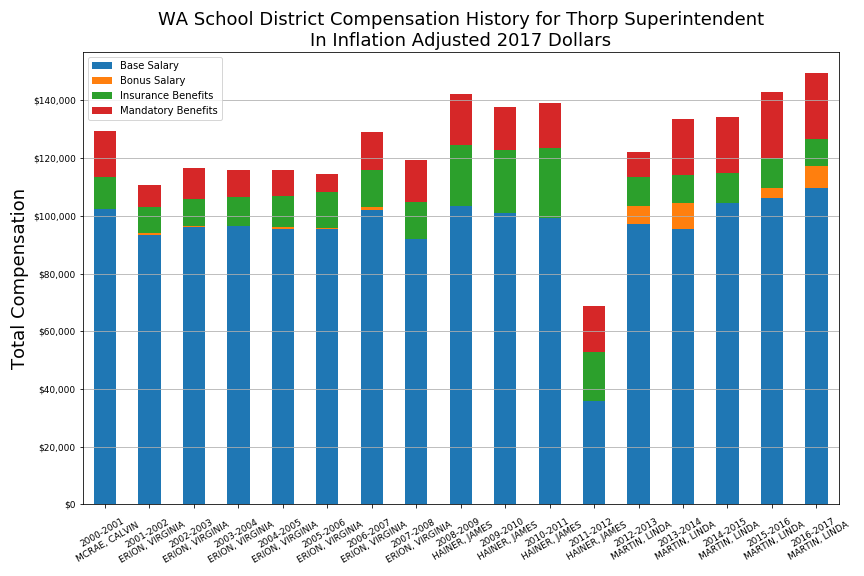 WA School District Compensation History for Thorp Superintendent
In Inflation Adjusted 2017 Dollars
Base Salary
Bonus Salary
Insurance Benefits
Mandatory Benefits
Total Compensation
$140,000
$120,000
$100,000
$80,000
$60,000
$40,000
$20,000
$0
2000-2001
MCRAE, CALVIN
2001-2002
ERION, VIRGINIA
2002-2003
ERION, VIRGINIA
2003-2004
ERION, VIRGINIA
2004-2005
ERION, VIRGINIA
2005-2006
ERION, VIRGINIA
2006-2007
ERION, VIRGINIA
2007-2008
ERION, VIRGINIA
2008-2009
HAINER, JAMES
2009-2010
HAINER, JAMES
2010-2011
HAINER, JAMES
2011-2012
HAINER, JAMES
2012-2013
MARTIN, LINDA
2013-2014
MARTIN, LINDA
2014-2015
MARTIN, LINDA
2015-2016
MARTIN, LINDA
2016-2017
MARTIN, LINDA